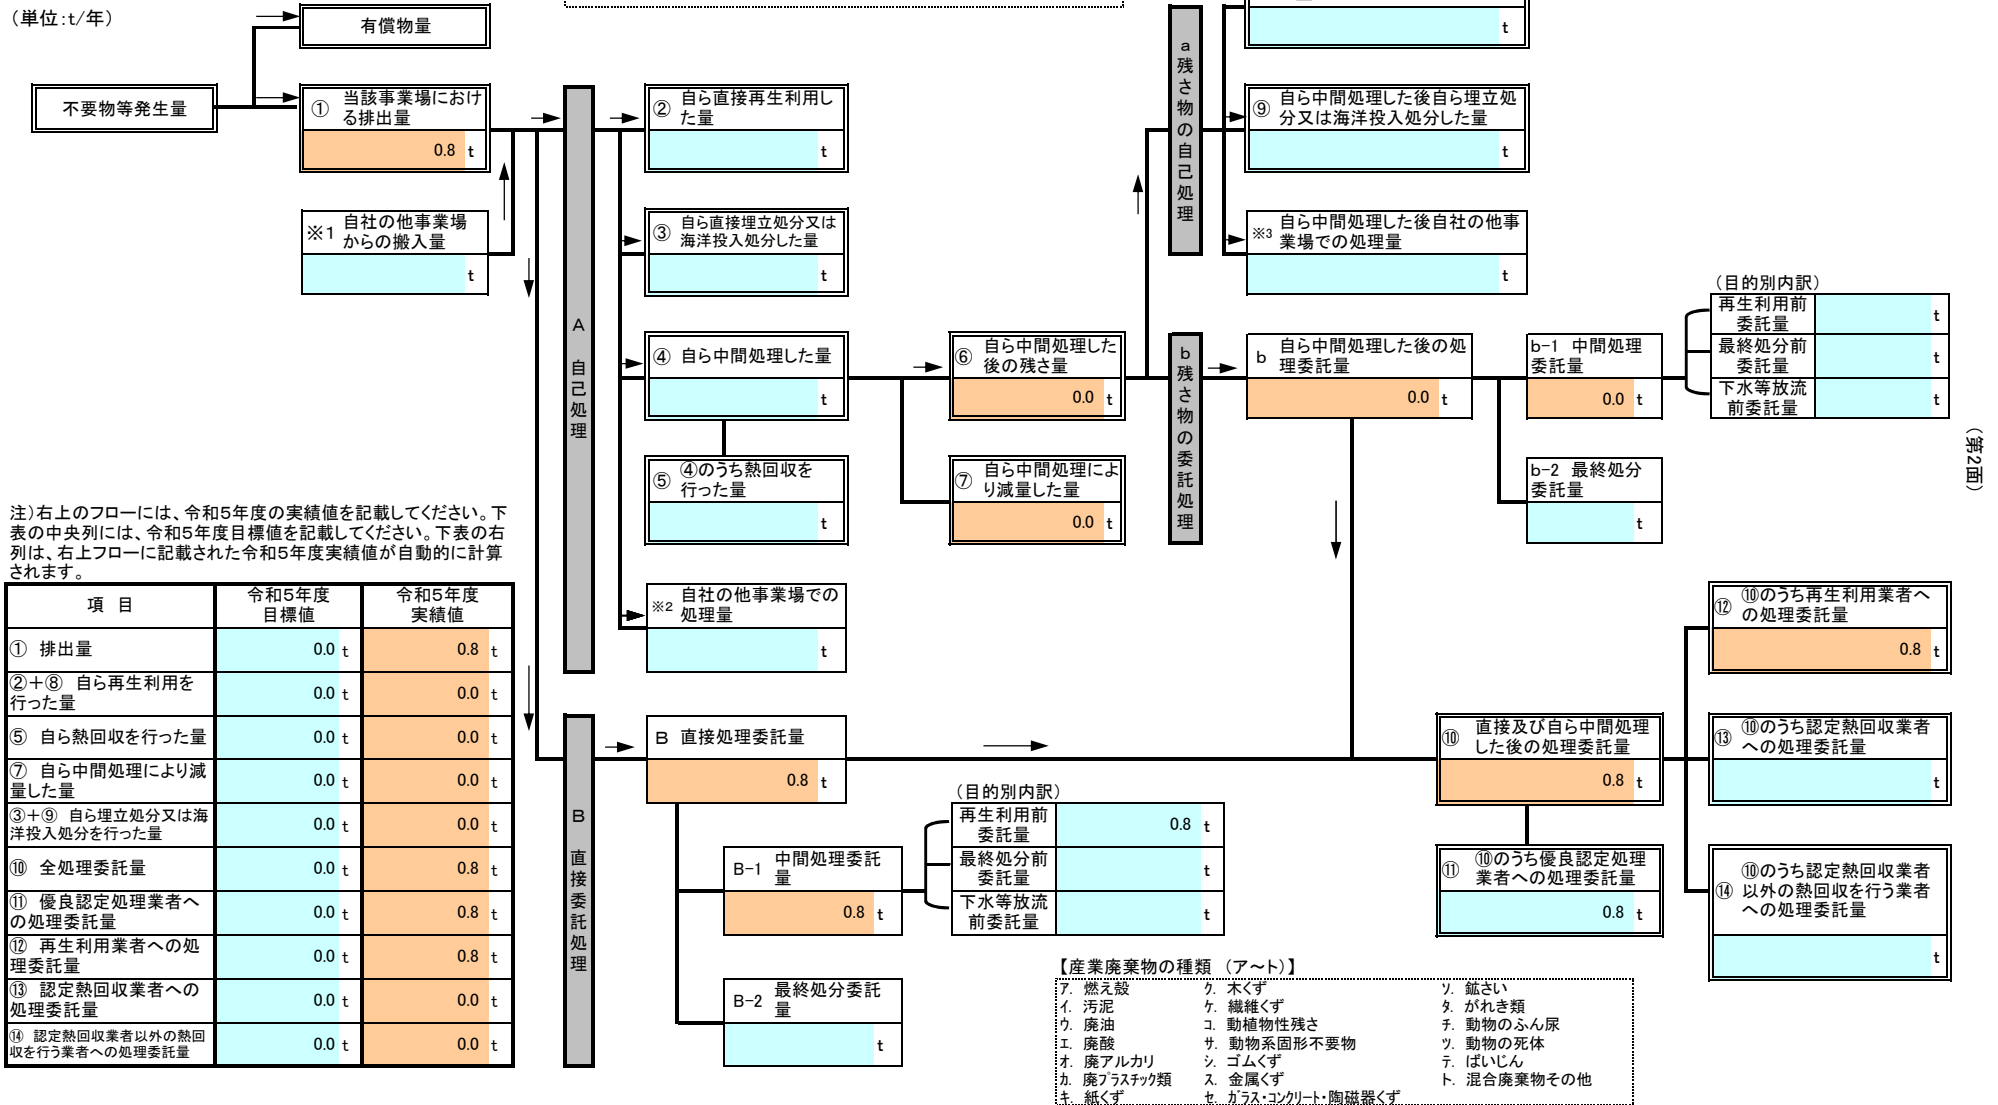 （単位：t/年）
有償物量
不要物等発生量
① 当該事業場におけ
る排出量
0.8 t
※1 自社の他事業場
からの搬入量
t
A 自己処理
② 自ら直接再生利用し
た量
t
③ 自ら直接埋立処分又は
海洋投入処分した量
t
④ 自ら中間処理した量
t
⑤ ④のうち熱回収を
行った量
t
※2 自社の他事業場での
処理量
t
⑥ 自ら中間処理した
後の残さ量
0.0 t
⑦ 自ら中間処理によ
り減量した量
0.0 t
a残さ物の自己処理
t
⑨ 自ら中間処理した後自ら埋立処
分又は海洋投入処分した量
t
※3 自ら中間処理した後自社の他事
業場での処理量
t
b残さ物の委託処理
b 自ら中間処理した後の処
理委託量
0.0 t
b-1 中間処理
委託量
0.0 t
b-2 最終処分
委託量
t
（目的別内訳）
再生利用前
委託量
t
最終処分前
委託量
t
下水等放流
前委託量
t
（第2面）
注）右上のフローには、令和5年度の実績値を記載してください。下
表の中央列には、令和5年度目標値を記載してください。下表の右
列は、右上フローに記載された令和5年度実績値が自動的に計算
されます。
項 目 令和5年度
目標値 令和5年度
実績値
① 排出量 0.0 t 0.8 t
②＋⑧ 自ら再生利用を
行った量 0.0 t 0.0 t
⑤ 自ら熱回収を行った量 0.0 t 0.0 t
⑦ 自ら中間処理により減
量した量 0.0 t 0.0 t
③＋⑨ 自ら埋立処分又は海
洋投入処分を行った量 0.0 t 0.0 t
⑩ 全処理委託量 0.0 t 0.8 t
⑪ 優良認定処理業者へ
の処理委託量 0.0 t 0.8 t
⑫ 再生利用業者への処
理委託量 0.0 t 0.8 t
⑬ 認定熱回収業者への
処理委託量 0.0 t 0.0 t
⑭ 認定熱回収業者以外の熱回
収を行う業者への処理委託量 0.0 t 0.0 t
B 直接委託処理
B 直接処理委託量
0.8 t
B-1 中間処理委託
量
0.8 t
B-2 最終処分委託
量
t
（目的別内訳）
再生利用前
委託量
0.8 t
最終処分前
委託量
t
下水等放流
前委託量
t
⑩ 直接及び自ら中間処理
した後の処理委託量
0.8 t
⑪ ⑩のうち優良認定処理
業者への処理委託量
0.8 t
⑫ ⑩のうち再生利用業者へ
の処理委託量
0.8 t
⑬ ⑩のうち認定熱回収業者
への処理委託量
t
⑭ ⑩のうち認定熱回収業者
以外の熱回収を行う業者
への処理委託量
t
【産業廃棄物の種類 （ア～ト）】
ア. 燃え殻 ク. 木くず ソ. 鉱さい
イ. 汚泥 ケ. 繊維くず タ. がれき類
ウ. 廃油 コ. 動植物性残さ チ. 動物のふん尿
エ. 廃酸 サ. 動物系固形不要物 ツ. 動物の死体
オ. 廃アルカリ シ. ゴムくず テ. ばいじん
カ. 廃プラスチック類 ス. 金属くず ト. 混合廃棄物その他
キ. 紙くず セ. ガラス・コンクリート・陶磁器くず